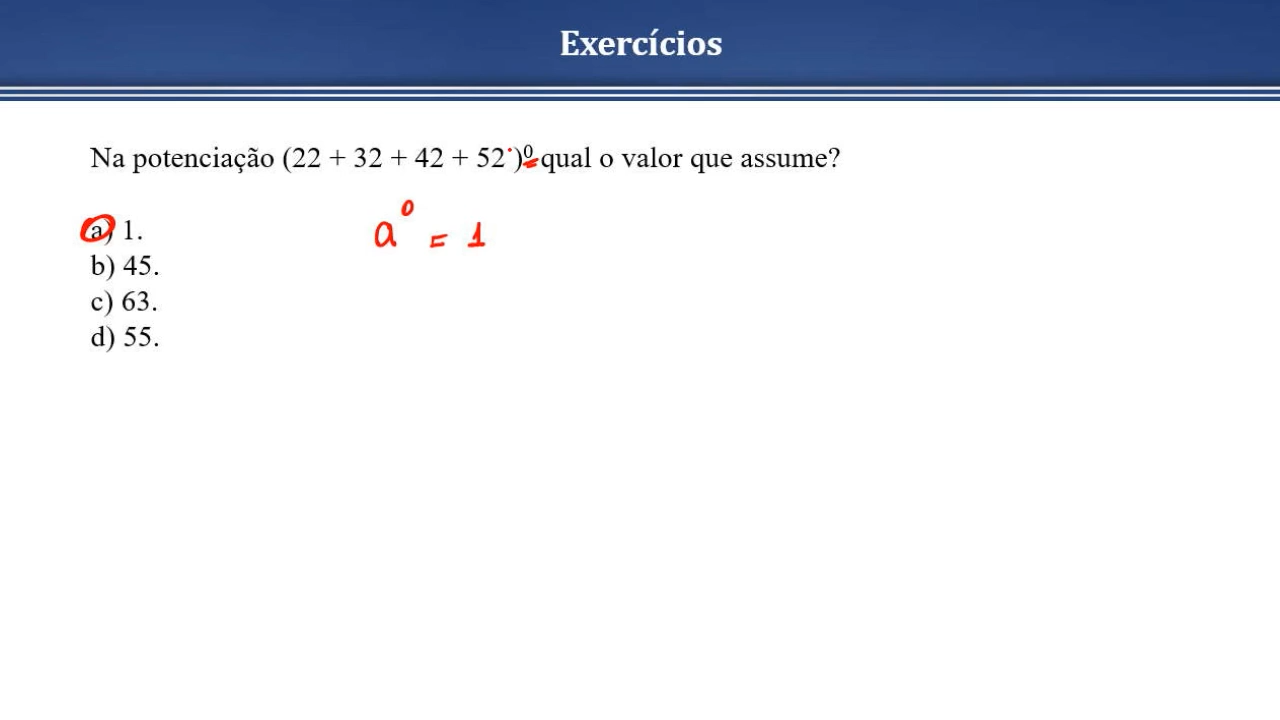 Exercícios
Na potenciação (22 + 32 + 42 + 52)⁰ qual o valor que assume?
a) 1.
a⁰ = 1
b) 45.
c) 63.
d) 55.